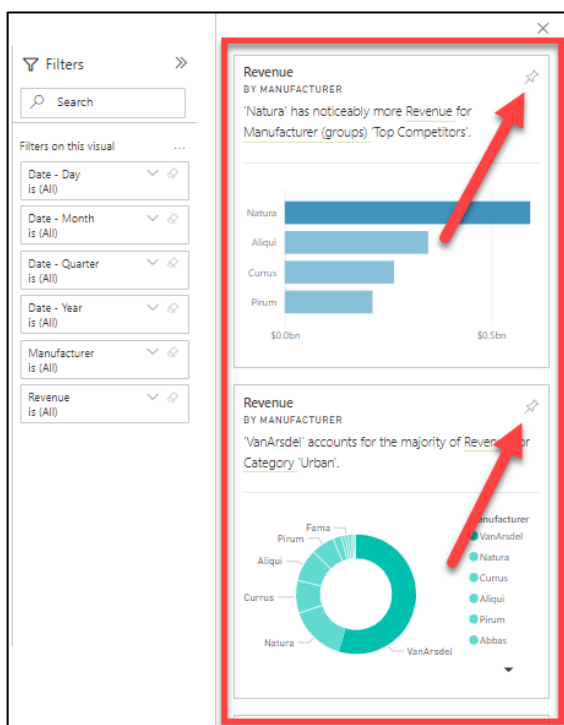 Filters
Search
Filters on this visual
Date - Day
is (All)
Date - Month
is (All)
Date - Quarter
is (All)
Date - Year
is (All)
Manufacturer
is (All)
Revenue
is (All)
Revenue
BY MANUFACTURER
'Natura' has noticeably more Revenue for
Manufacturer (groups) 'Top Competitors'.
Natura
Aliqui
Currus
Pirum
$0.0bn $0.5bn
Revenue
BY MANUFACTURER
'VanArsdel' accounts for the majority of
Category 'Urban'.
Fama
Pirum
Aliqui
Currus
Natura
VanArsdel
VanArsdel
Natura
Currus
Aliqui
Pirum
Abbas